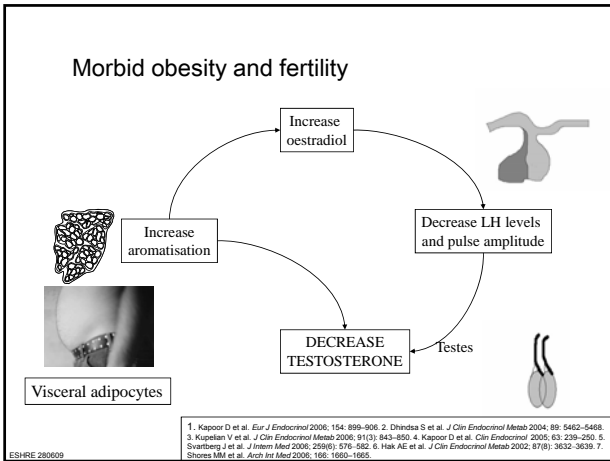 Morbid obesity and fertility
Increase
oestradiol
Increase
aromatisation
Decrease LH levels
and pulse amplitude
DECREASE
TESTOSTERONE
Testes
Visceral adipocytes
1. Kapoor D et al. Eur J Endocrinol 2006; 154: 899–906. 2. Dhindsa S et al. J Clin Endocrinol Metab 2004; 89: 5462–5468.
3. Kupelian V et al. J Clin Endocrinol Metab 2006; 91(3): 843–850. 4. Kapoor D et al. Clin Endocrinol 2005; 63: 239–250. 5.
Svartberg J et al. J Intern Med 2006; 259(6): 576–582. 6. Hak AE et al. J Clin Endocrinol Metab 2002; 87(8): 3632–3639. 7.
Shores MM et al. Arch Int Med 2006; 166: 1660–1665.
ESHRE 280609